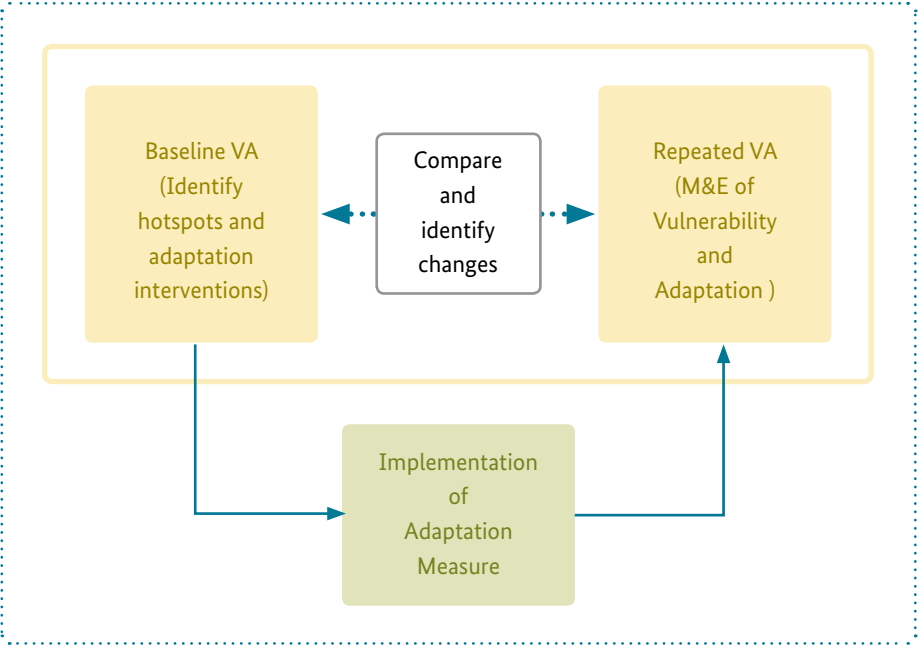 Baseline VA
(Identify
hotspots and
adaptation
interventions)
Compare
and
identify
changes
Repeated VA
(M&E of
Vulnerability
and
Adaptation )
Implementation
of
Adaptation
Measure